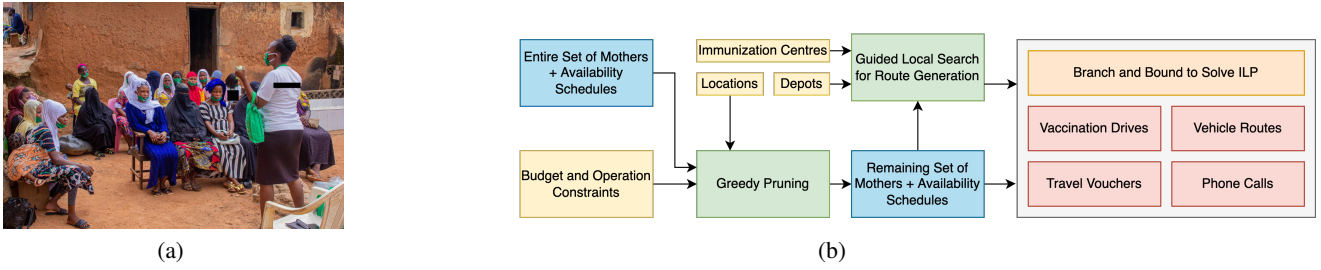 Entire Set of Mothers
+ Availability
Schedules
Budget and Operation
Constraints
Immunization Centres
Locations
Depots
Greedy Pruning
Guided Local Search
for Route Generation
Remaining Set of
Mothers + Availability
Schedules
Branch and Bound to Solve ILP
Vaccination Drives
Vehicle Routes
Travel Vouchers
Phone Calls
(a)
(b)